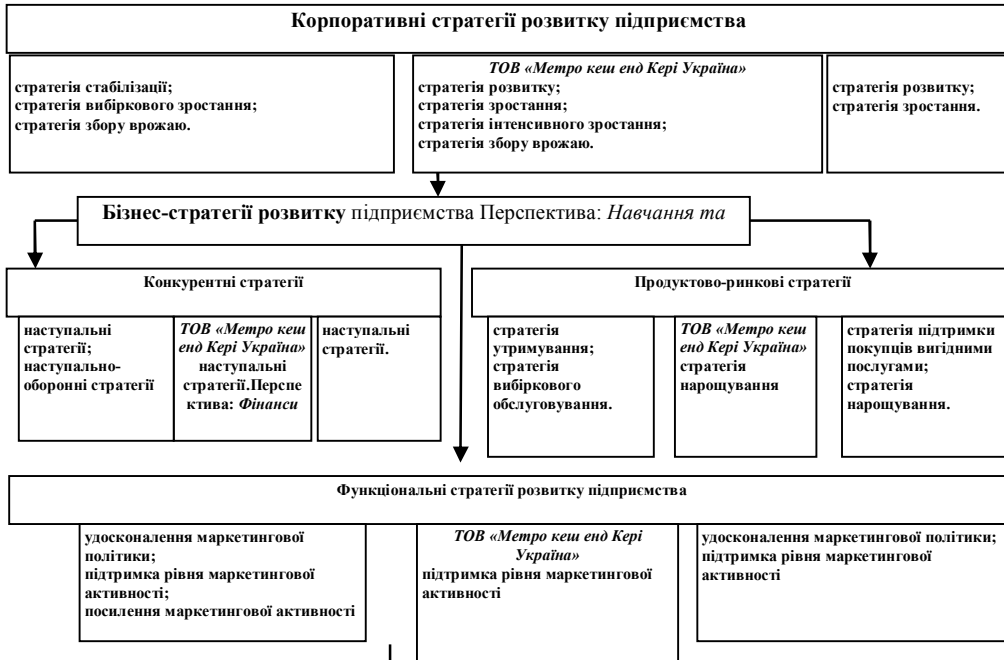 Корпоративні стратегії розвитку підприємства
стратегія стабілізації;
стратегія вибіркового зростання;
стратегія збору врожаю.
ТОВ «Метро кеш енд Кері Україна»
стратегія розвитку;
стратегія зростання;
стратегія інтенсивного зростання;
стратегія збору врожаю.
стратегія розвитку;
стратегія зростання.
Бізнес-стратегії розвитку підприємства Перспектива: Навчання та
Конкурентні стратегії
наступальні
стратегії;
наступально-
оборонні стратегії
ТОВ «Метро кеш
енд Кері Україна»
наступальні
стратегії.Перспе
ктива: Фінанси
наступальні
стратегії.
Продуктово-ринкові стратегії
стратегія
утримування;
стратегія
вибіркового
обслуговування.
ТОВ «Метро кеш
енд Кері Україна»
стратегія
нарощування
стратегія підтримки
покупців вигідними
послугами;
стратегія
нарощування.
Функціональні стратегії розвитку підприємства
удосконалення маркетингової
політики;
підтримка рівня маркетингової
активності;
посилення маркетингової активності
ТОВ «Метро кеш енд Кері
Україна»
підтримка рівня маркетингової
активності
удосконалення маркетингової політики;
підтримка рівня маркетингової
активності